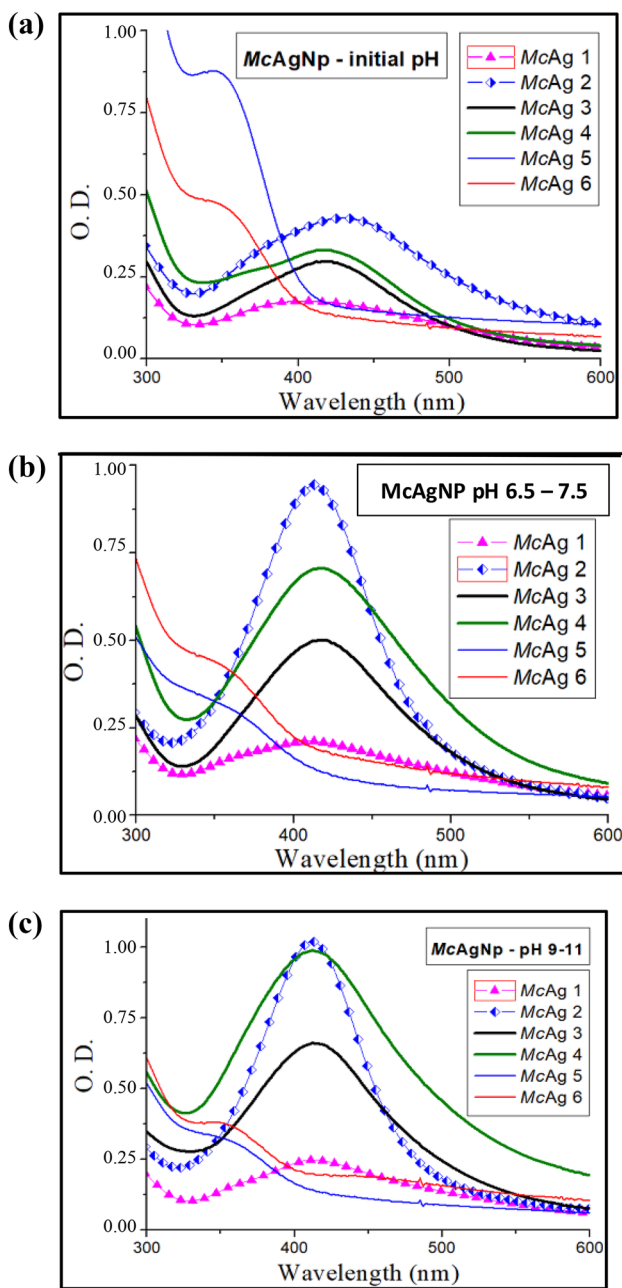 (a)
McAgNp - initial pH
McAg 1
McAg 2
McAg 3
McAg 4
McAg 5
McAg 6
1.00
0.75
0.50
0.25
0.00
O. D.
300 400 500 600
Wavelength (nm)
(b)
McAgNP pH 6.5 – 7.5
McAg 1
McAg 2
McAg 3
McAg 4
McAg 5
McAg 6
1.00
0.75
0.50
0.25
0.00
O. D.
300 400 500 600
Wavelength (nm)
(c)
McAgNp - pH 9-11
McAg 1
McAg 2
McAg 3
McAg 4
McAg 5
McAg 6
1.00
0.75
0.50
0.25
0.00
O. D.
300 400 500 600
Wavelength (nm)